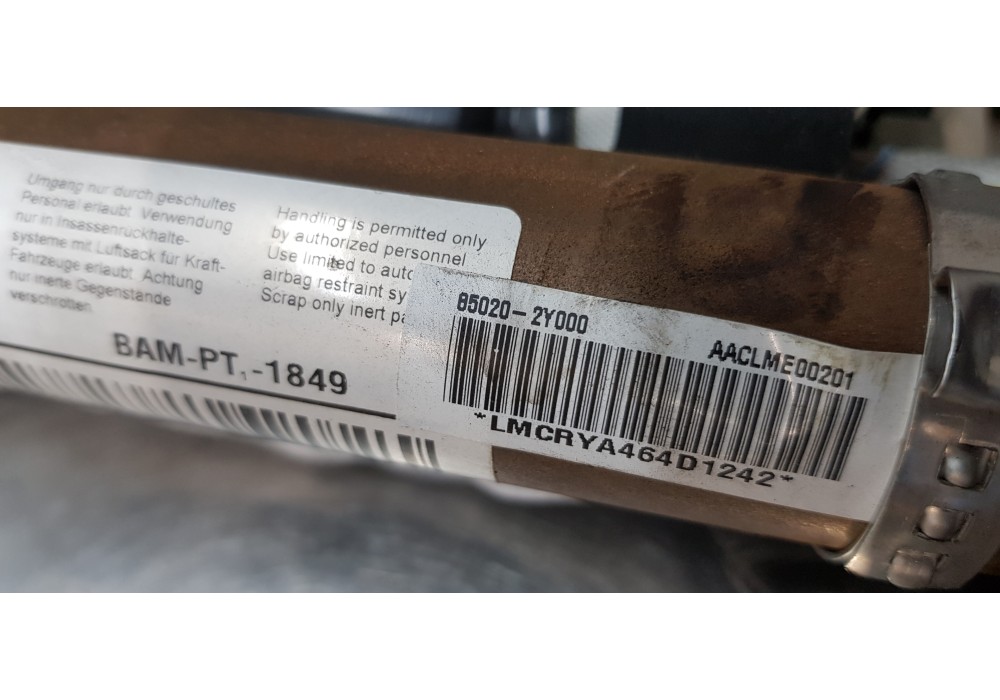 Umgang nur durch geschultes
Personal erlaubt. Verwendung
nur in Insassenrückhalte-
systeme mit Luftsack für Kraft-
Fahrzeuge erlaubt. Achtung
nur inerte Gegenstände
verschrotten.
Handling is permitted only
by authorized personnel
Use limited to auto
airbag restraint sy
Scrap only inert pa
BAM-PT.-1849
85020-2Y000
AACLME00201
*LMCRYA464D1242*